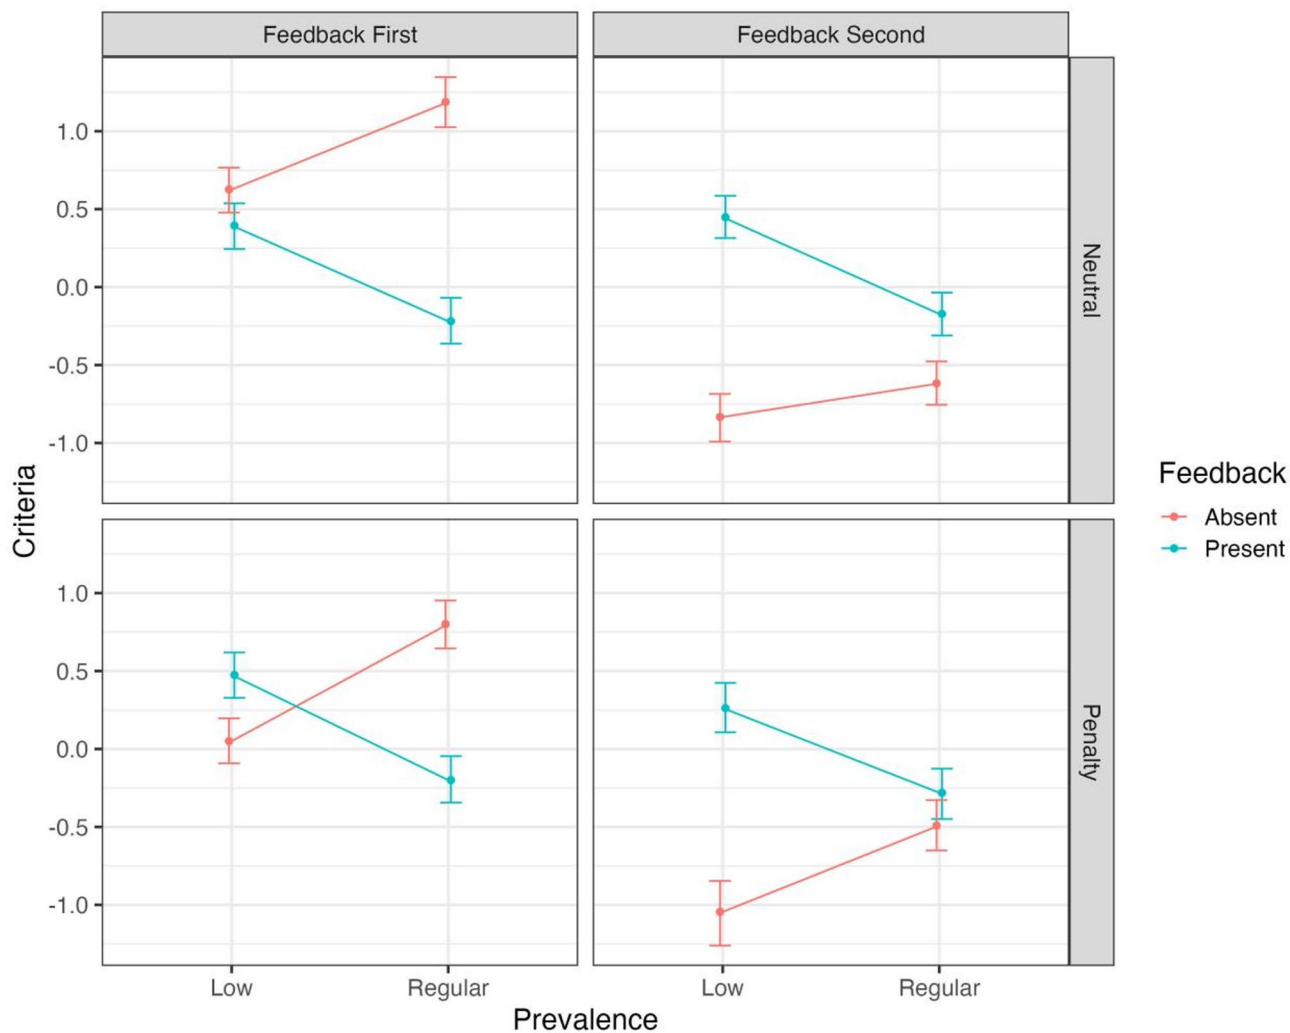 Feedback First
Feedback Second
1.0
0.5
0.0
-0.5
-1.0
Neutral
Criteria
1.0
0.5
0.0
-0.5
-1.0
Penalty
Low
Regular
Low
Regular
Prevalence
Feedback
Absent
Present